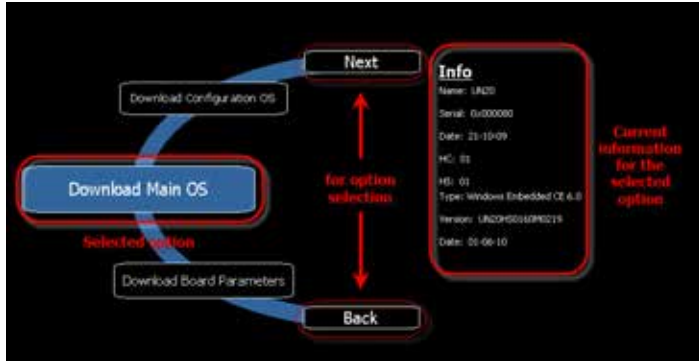 Next
Download Configuration OS
Download Main OS
Selected option
Download Board Parameters
Back
for option
selection
Info
Name: UN20
Serial: 0x000000
Date: 21-10-09
HC: 01
HS: 01
Type: Windows Embedded CE 6.0
Version: UN20HS0160M0219
Date: 01-06-10
Current
information
for the
selected
option